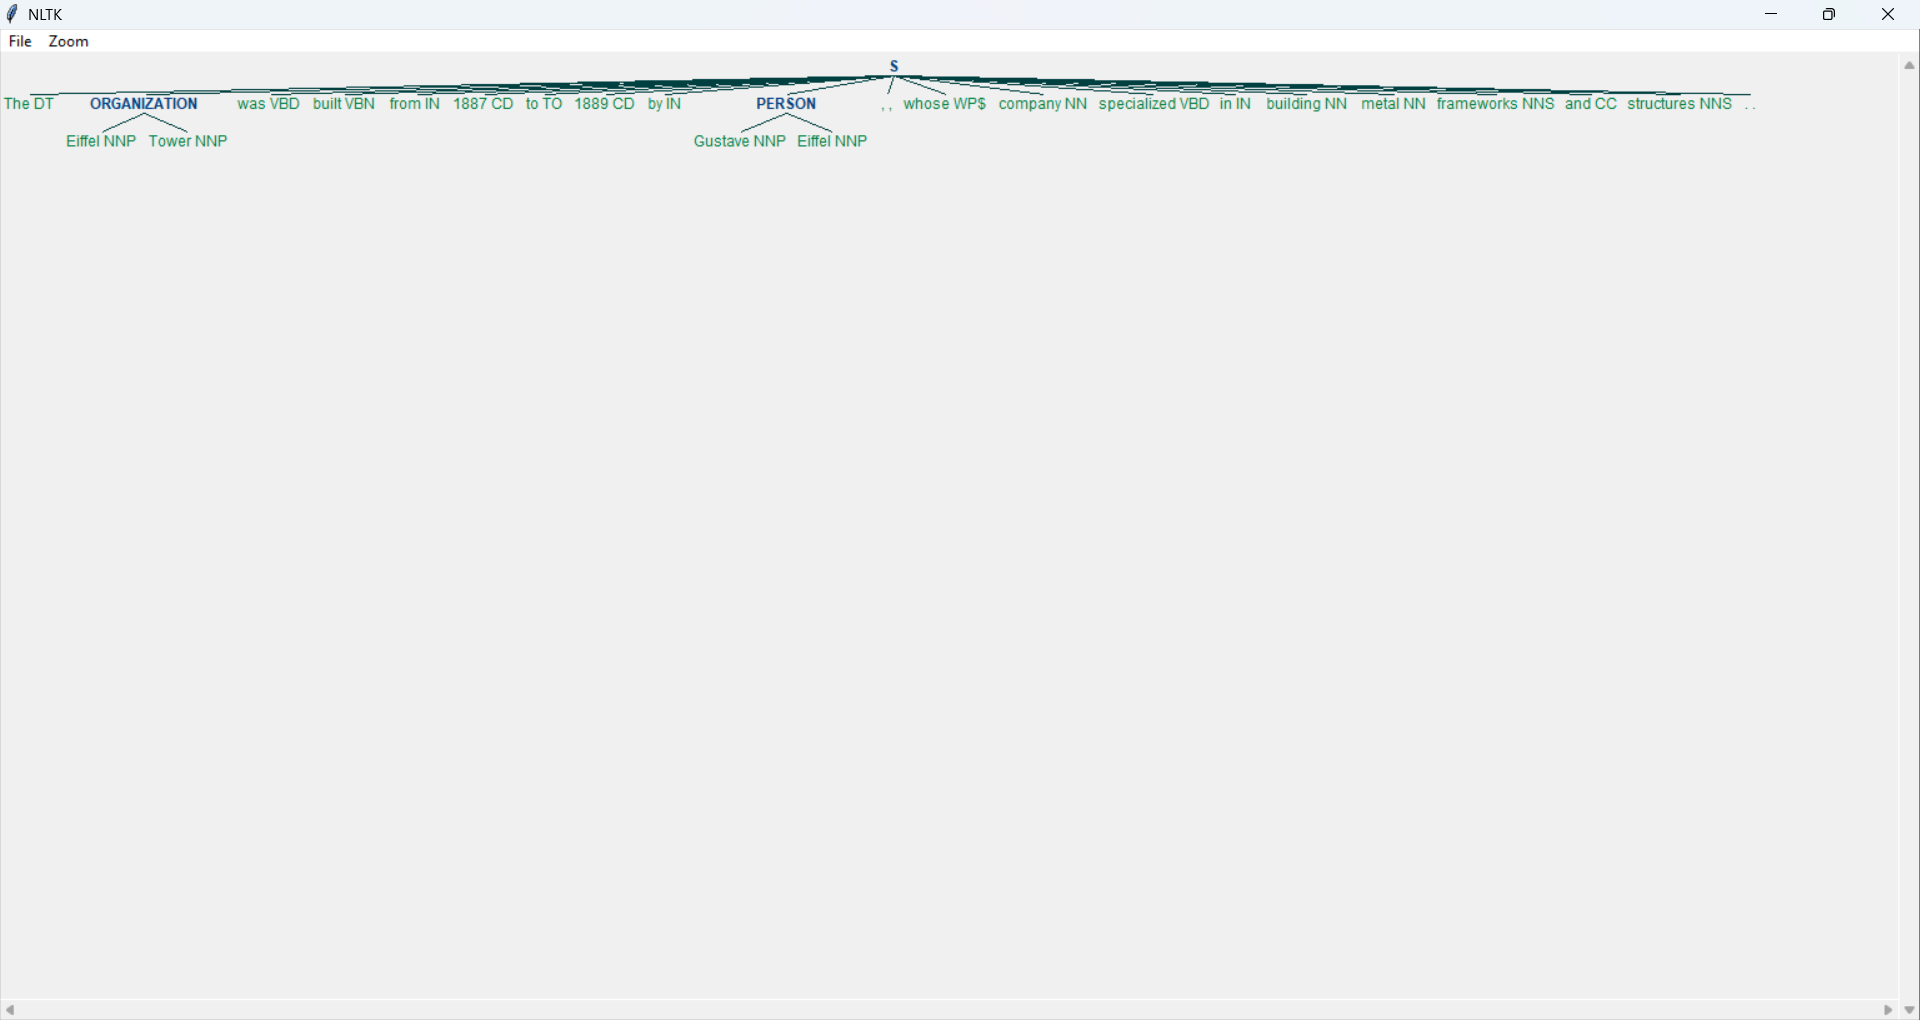 NLTK
File Zoom
S
The DT ORGANIZATION was VBD built VBN from IN 1887 CD to TO 1889 CD by IN PERSON , , whose WP$ company NN specialized VBD in IN building NN metal NN frameworks NNS and CC structures NNS . .
Eiffel NNP Tower NNP Gustave NNP Eiffel NNP